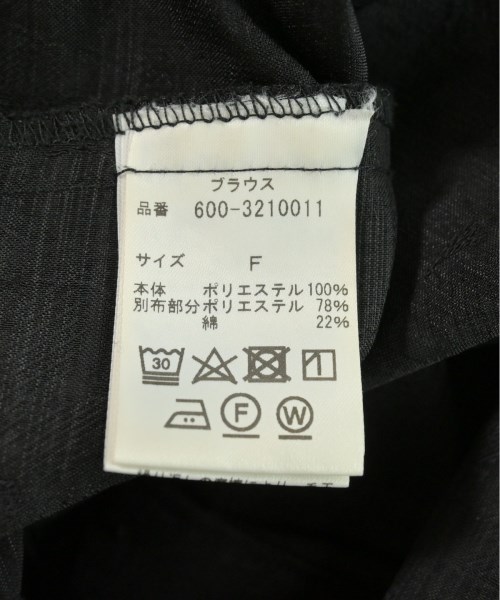 ブラウス
品番 600-3210011
サイズ F
本体 ポリエステル 100%
別布部分 ポリエステル 78%
綿 22%
30
F W